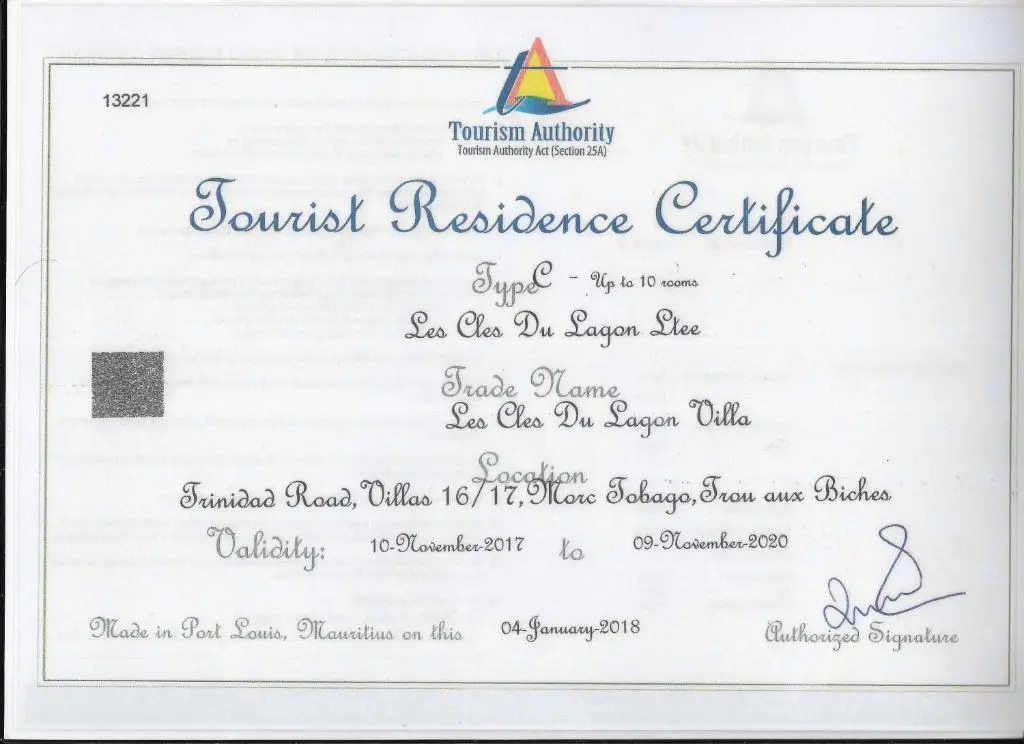 13221
Tourism Authority
Tourism Authority Act (Section 25A)
Tourist Residence Certificate
Type C - Up to 10 rooms
Les Cles Du Lagon Ltee
Trade Name
Les Cles Du Lagon Villa
Location
Trinidad Road, Villas 16/17, Morc Tobago, Trou aux Biches
Validity: 10-November-2017 to 09-November-2020
Made in Port Louis, Mauritius on this 04-January-2018
Authorized Signature